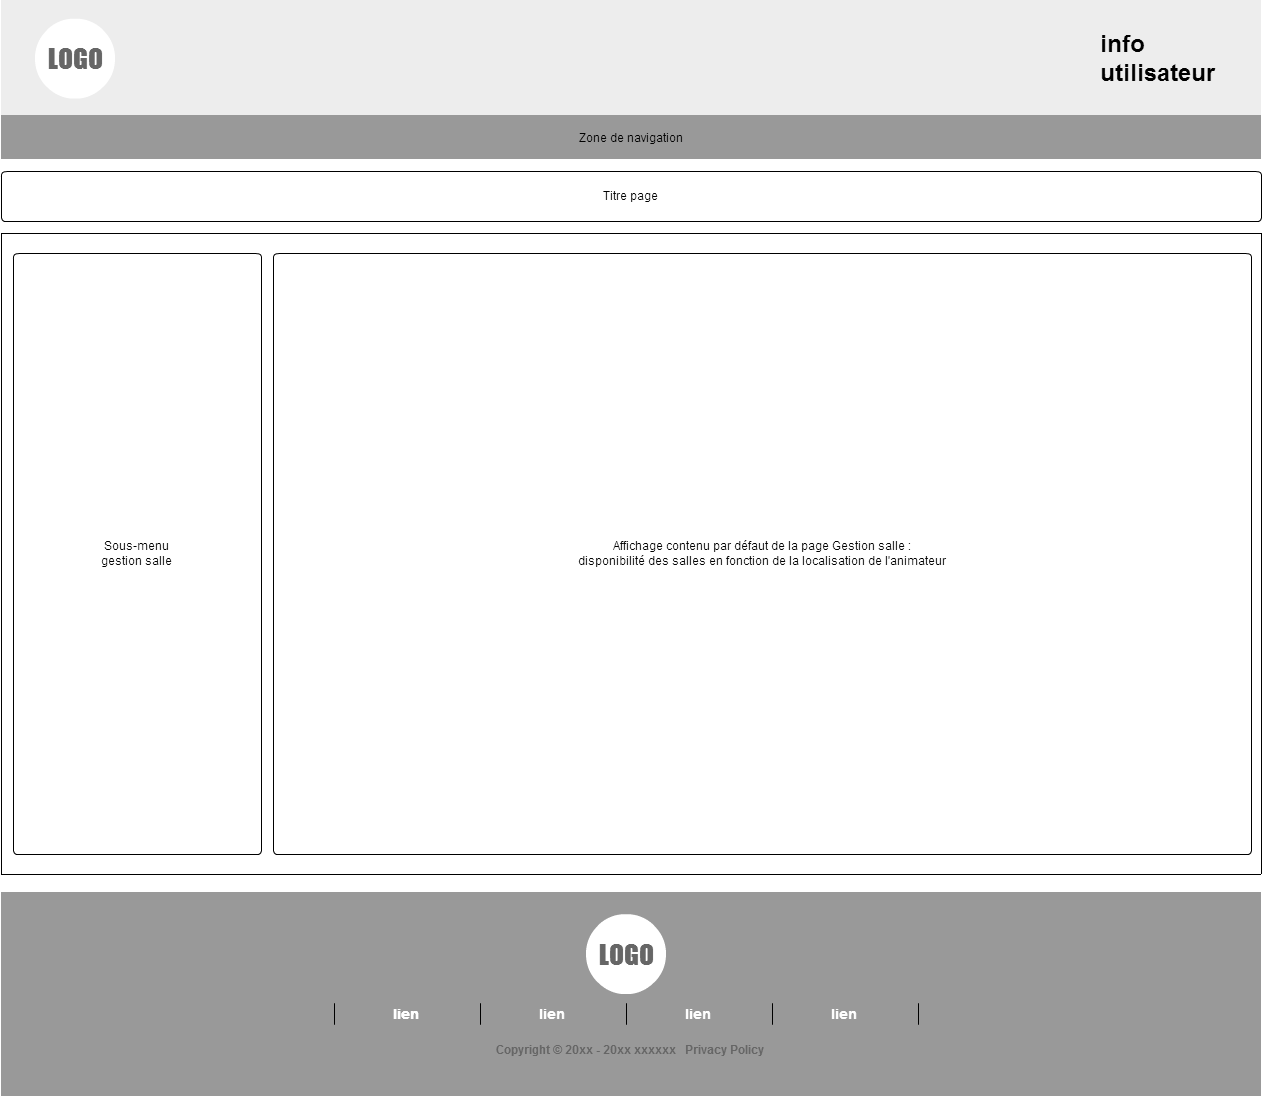 LOGO
info
utilisateur
Zone de navigation
Titre page
Sous-menu
gestion salle
Affichage contenu par défaut de la page Gestion salle :
disponibilité des salles en fonction de la localisation de l'animateur
LOGO
lien lien lien lien
Copyright © 20xx - 20xx xxxxxx Privacy Policy